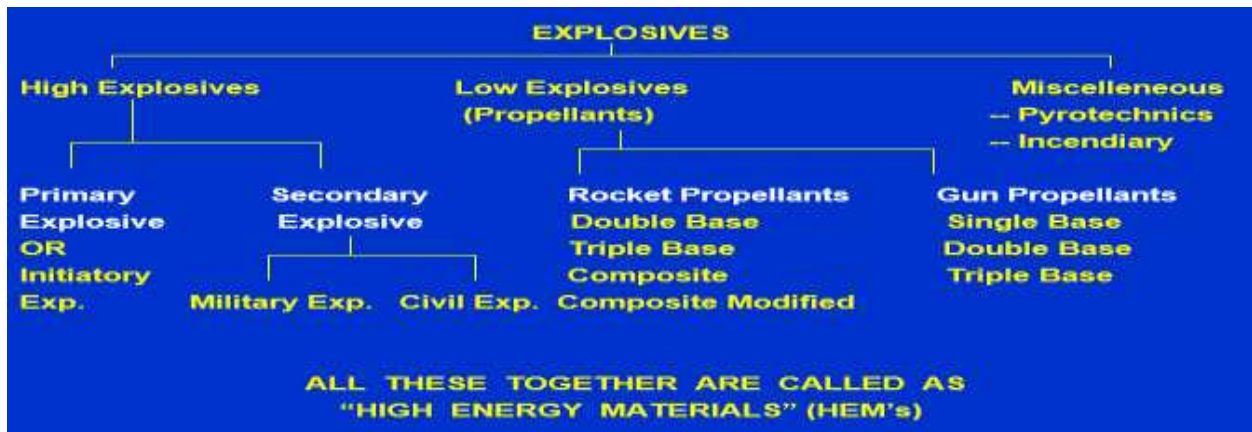 EXPLOSIVES
High Explosives
Low Explosives
(Propellants)
Miscelleneous
-- Pyrotechnics
-- Incendiary
Primary
Explosive
OR
Initiatory
Exp.
Secondary
Explosive
Military Exp.
Civil Exp.
Rocket Propellants
Double Base
Triple Base
Composite
Composite Modified
Gun Propellants
Single Base
Double Base
Triple Base
ALL THESE TOGETHER ARE CALLED AS
“HIGH ENERGY MATERIALS” (HEM’s)